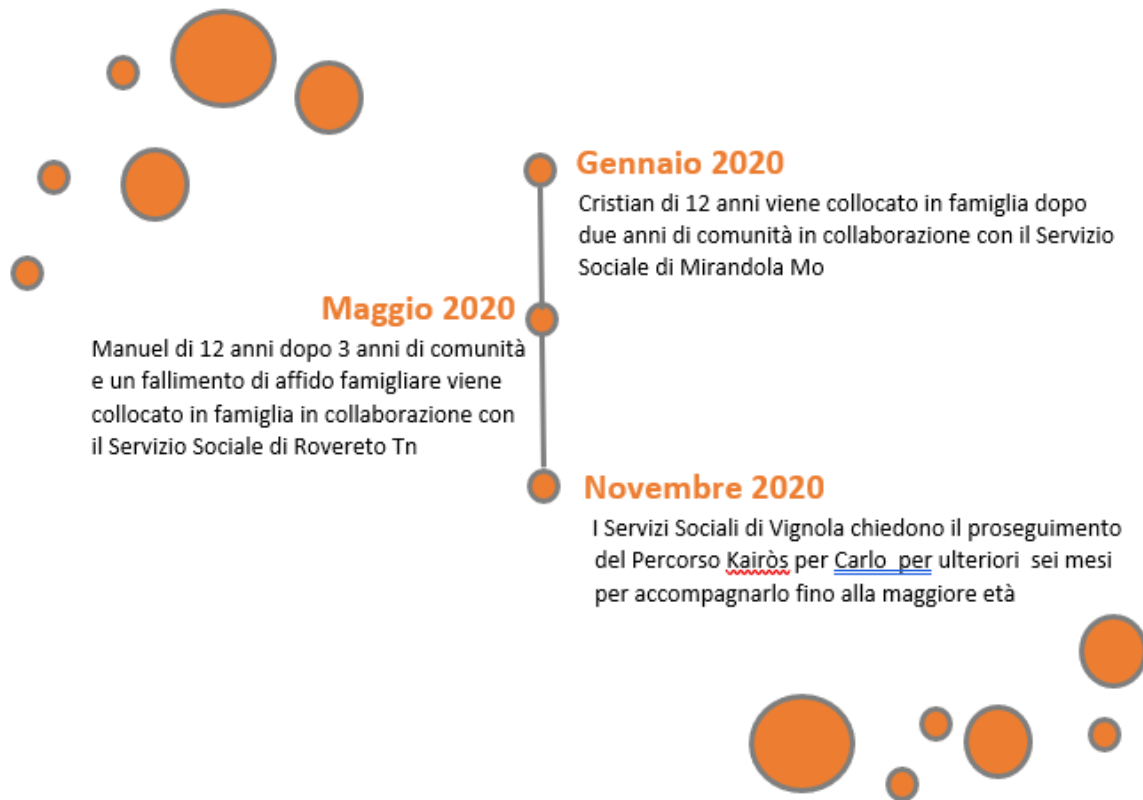 Gennaio 2020
Cristian di 12 anni viene collocato in famiglia dopo
due anni di comunità in collaborazione con il Servizio
Sociale di Mirandola Mo
Maggio 2020
Manuel di 12 anni dopo 3 anni di comunità
e un fallimento di affido famigliare viene
collocato in famiglia in collaborazione con
il Servizio Sociale di Rovereto Tn
Novembre 2020
I Servizi Sociali di Vignola chiedono il proseguimento
del Percorso Kairòs per Carlo  per ulteriori  sei mesi
per accompagnarlo fino alla maggiore età